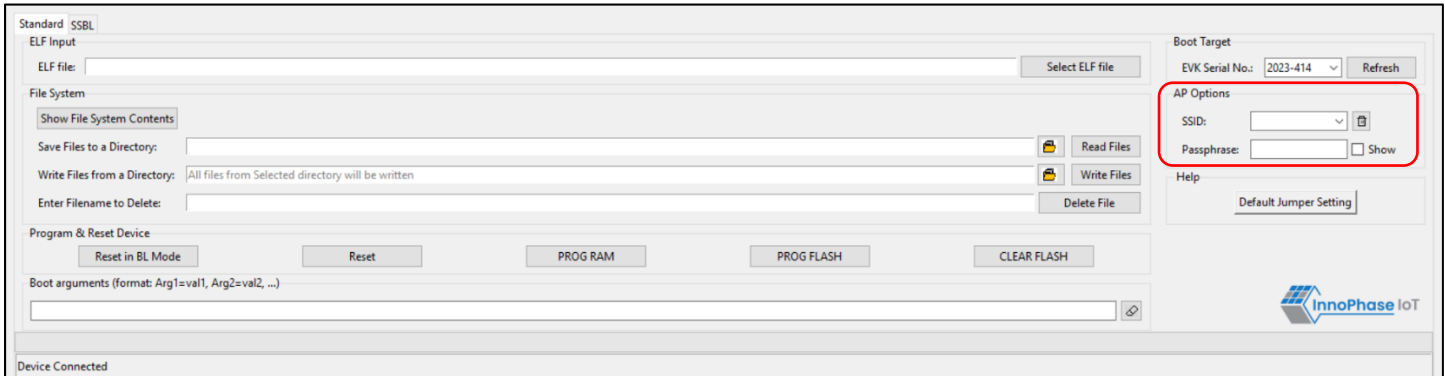 Standard SSBL
ELF Input
ELF file: Select ELF file
File System
Show File System Contents
Save Files to a Directory: Read Files
Write Files from a Directory: All files from Selected directory will be written Write Files
Enter Filename to Delete: Delete File
Program & Reset Device
Reset in BL Mode Reset PROG RAM PROG FLASH CLEAR FLASH
Boot arguments (format: Arg1=val1, Arg2=val2, ...)
Device Connected
Boot Target
EVK Serial No.: 2023-414 Refresh
AP Options
SSID:
Passphrase: Show
Help
Default Jumper Setting
InnoPhase IoT